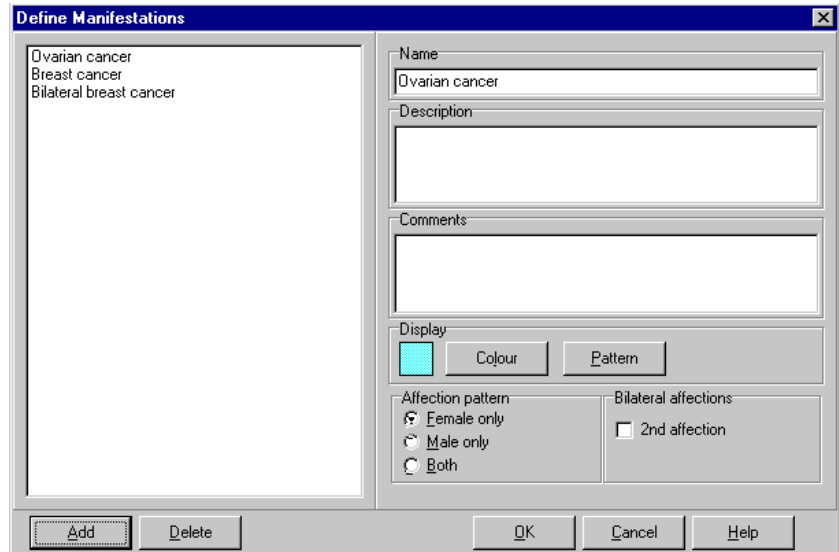 Define Manifestations
Ovarian cancer
Breast cancer
Bilateral breast cancer
Name
Ovarian cancer
Description
Comments
Display
Colour
Pattern
Affection pattern
Female only
Male only
Both
Bilateral affections
2nd affection
Add
Delete
OK
Cancel
Help